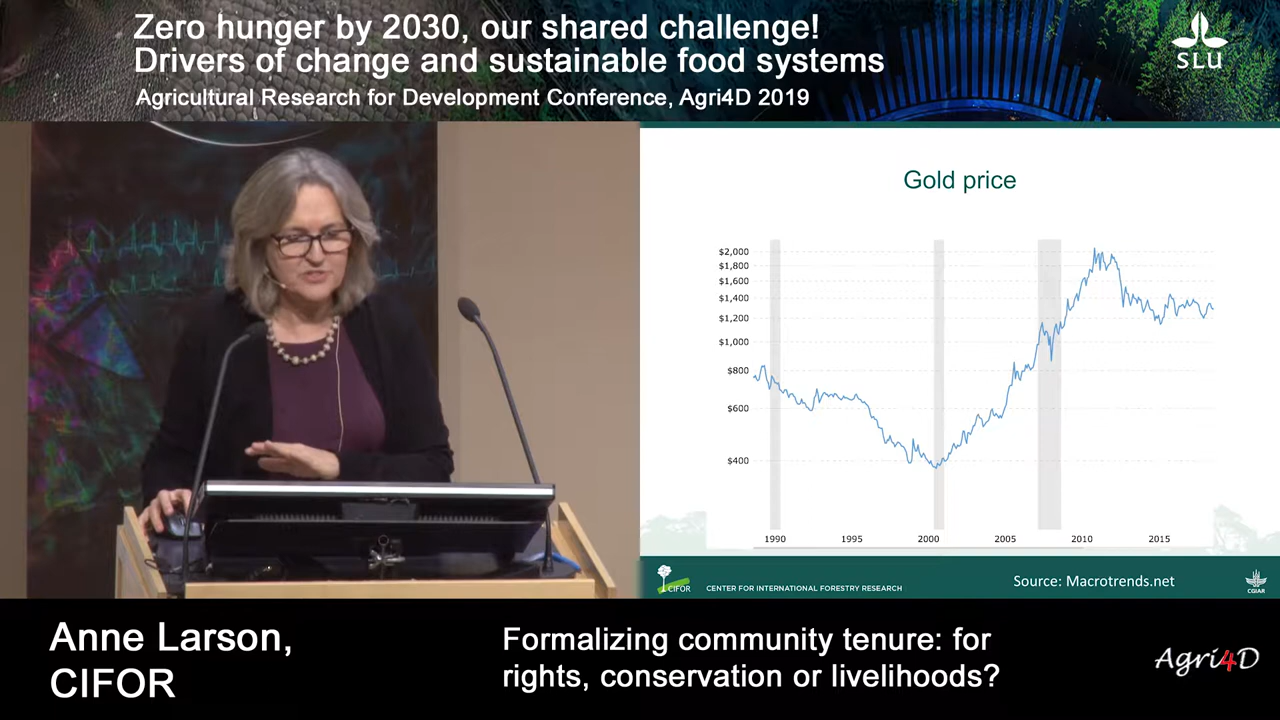 Zero hunger by 2030, our shared challenge!
Drivers of change and sustainable food systems
Agricultural Research for Development Conference, Agri4D 2019
SLU
Gold price
$2,000
$1,800
$1,600
$1,400
$1,200
$1,000
$800
$600
$400
1990 1995 2000 2005 2010 2015
CIFOR
CENTER FOR INTERNATIONAL FORESTRY RESEARCH
Source: Macrotrends.net
CGIAR
Anne Larson,
CIFOR
Formalizing community tenure: for
rights, conservation or livelihoods?
Agri4D